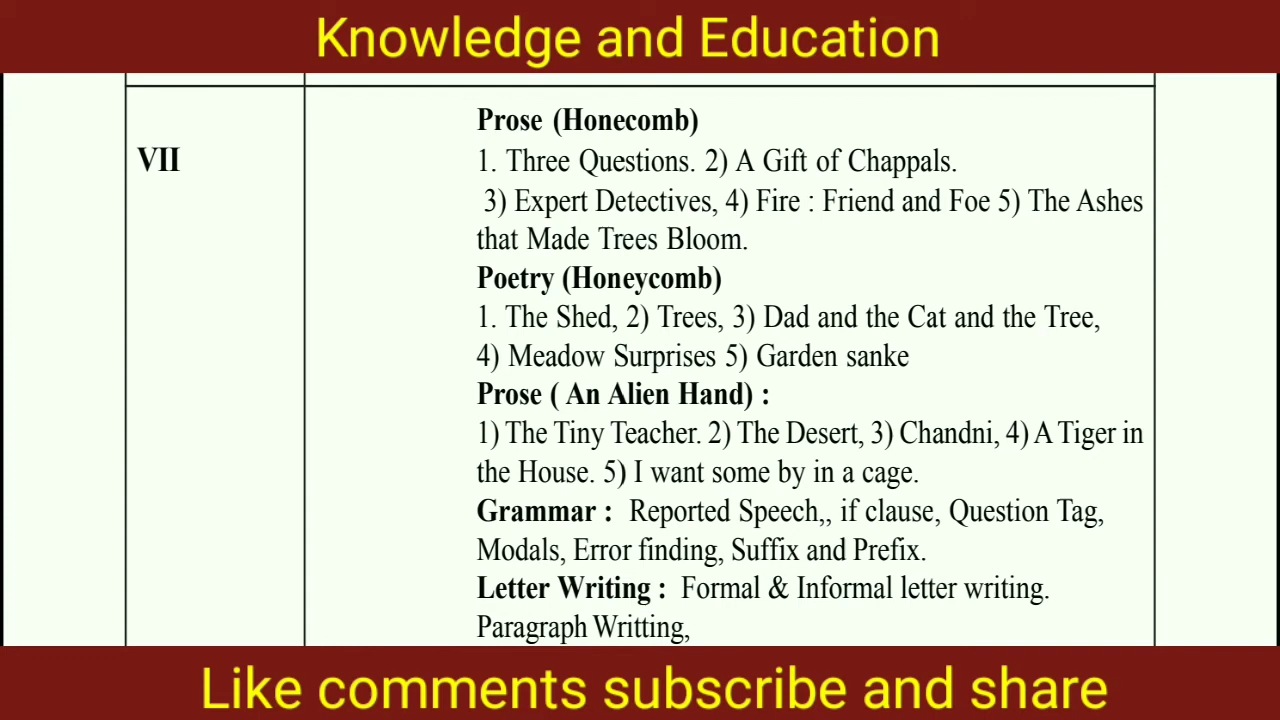 Knowledge and Education
VII
Prose (Honecomb)
1. Three Questions. 2) A Gift of Chappals.
3) Expert Detectives, 4) Fire : Friend and Foe 5) The Ashes
that Made Trees Bloom.
Poetry (Honeycomb)
1. The Shed, 2) Trees, 3) Dad and the Cat and the Tree,
4) Meadow Surprises 5) Garden sanke
Prose ( An Alien Hand) :
1) The Tiny Teacher. 2) The Desert, 3) Chandni, 4) A Tiger in
the House. 5) I want some by in a cage.
Grammar : Reported Speech,, if clause, Question Tag,
Modals, Error finding, Suffix and Prefix.
Letter Writing : Formal & Informal letter writing.
Paragraph Writting,
Like comments subscribe and share